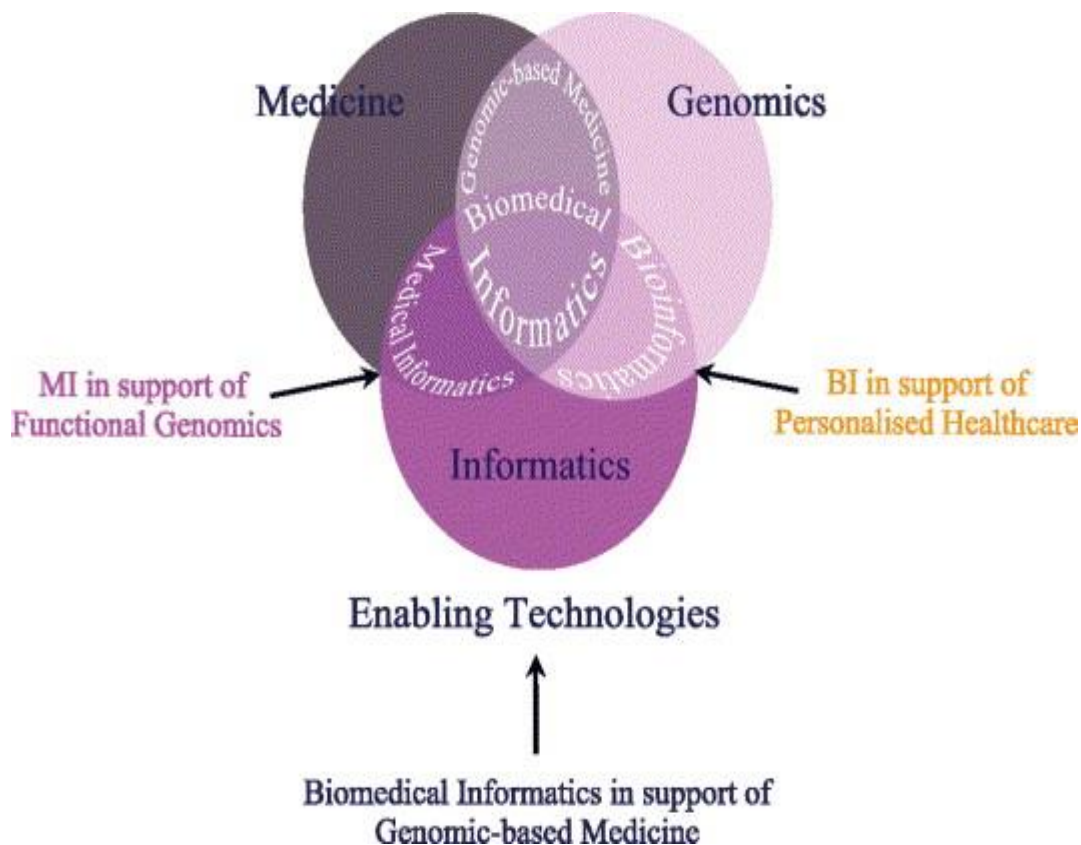 Medicine
Genomics
Genomic-based Medicine
Biomedical
Informatics
Medical Informatics
Bioinformatics
MI in support of
Functional Genomics
BI in support of
Personalised Healthcare
Informatics
Enabling Technologies
Biomedical Informatics in support of
Genomic-based Medicine